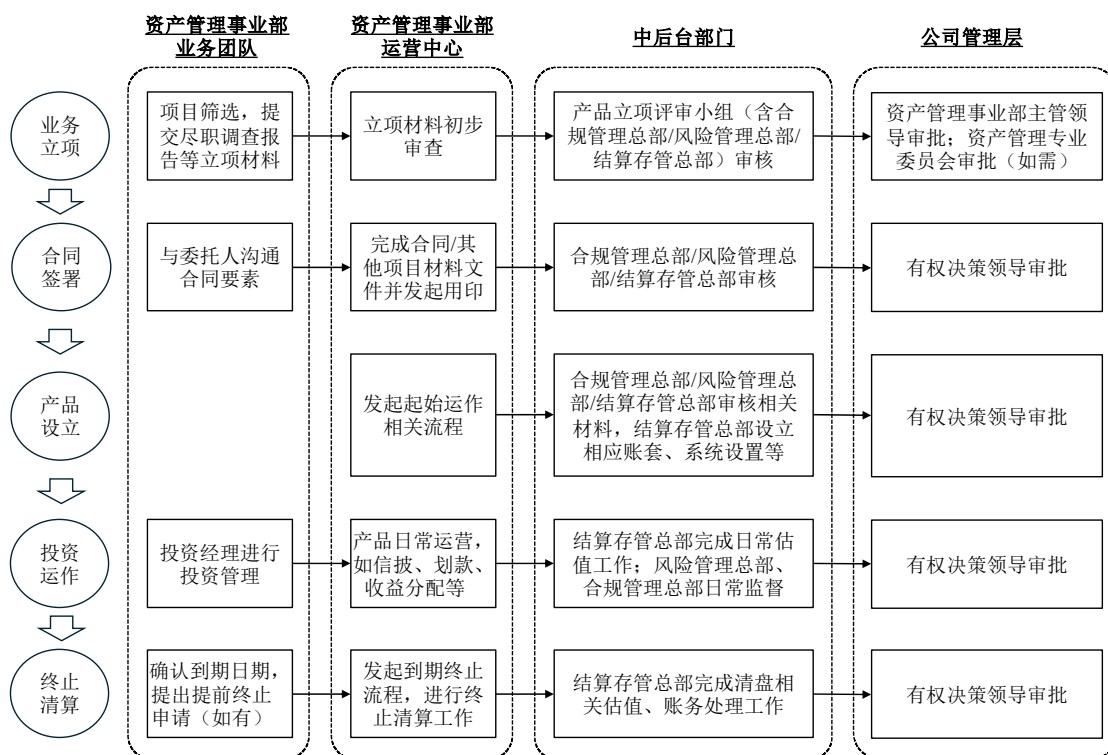 资产管理事业部
业务团队
资产管理事业部
运营中心
中后台部门
公司管理层
业务
立项
项目筛选，提
交尽职调查报
告等立项材料
立项材料初步
审查
产品立项评审小组（含合
规管理总部/风险管理总部/
结算存管总部）审核
资产管理事业部主管领
导审批；资产管理专业
委员会审批（如需）
合同
签署
与委托人沟通
合同要素
完成合同/其
他项目材料文
件并发起用印
合规管理总部/风险管理总
部/结算存管总部审核
有权决策领导审批
产品
设立
发起起始运作
相关流程
合规管理总部/风险管理总
部/结算存管总部审核相关
材料，结算存管总部设立
相应账套、系统设置等
有权决策领导审批
投资
运作
投资经理进行
投资管理
产品日常运营，
如信披、划款、
收益分配等
结算存管总部完成日常估
值工作；风险管理总部、
合规管理总部日常监督
有权决策领导审批
终止
清算
确认到期日期，
提出提前终止
申请（如有）
发起到期终止
流程，进行终
止清算工作
结算存管总部完成清盘相
关估值、账务处理工作
有权决策领导审批